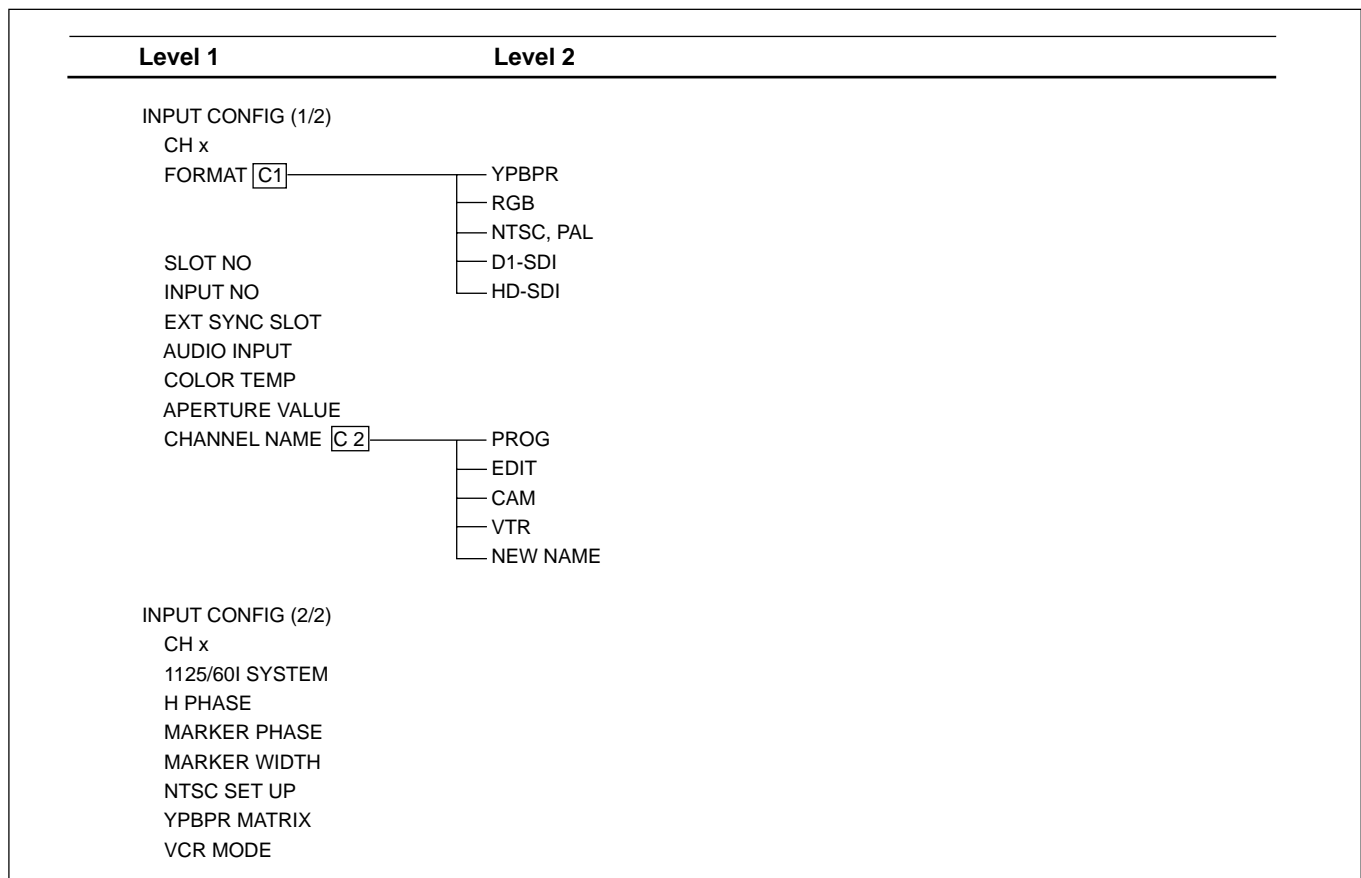 Level 1 Level 2
INPUT CONFIG (1/2)
CH x
FORMAT C1 YPBPR
RGB
NTSC, PAL
SLOT NO D1-SDI
INPUT NO HD-SDI
EXT SYNC SLOT
AUDIO INPUT
COLOR TEMP
APERTURE VALUE
CHANNEL NAME C 2 PROG
EDIT
CAM
VTR
NEW NAME
INPUT CONFIG (2/2)
CH x
1125/60I SYSTEM
H PHASE
MARKER PHASE
MARKER WIDTH
NTSC SET UP
YPBPR MATRIX
VCR MODE